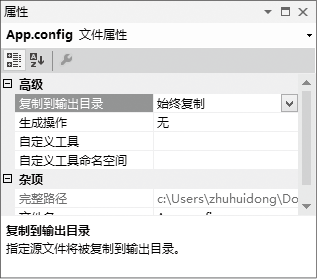 属性
App.config 文件属性
高级
复制到输出目录 始终复制
生成操作 无
自定义工具
自定义工具命名空间
杂项
完整路径 c:\Users\zhuhuidong\Do
复制到输出目录
指定源文件将被复制到输出目录。